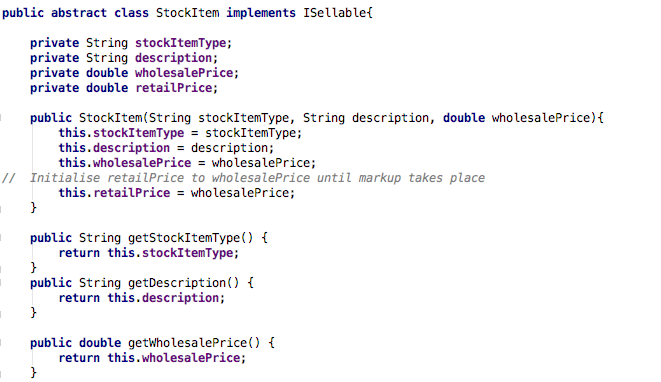 public abstract class StockItem implements ISellable{
private String stockItemType;
private String description;
private double wholesalePrice;
private double retailPrice;
public StockItem(String stockItemType, String description, double wholesalePrice){
this.stockItemType = stockItemType;
this.description = description;
this.wholesalePrice = wholesalePrice;
// Initialise retailPrice to wholesalePrice until markup takes place
this.retailPrice = wholesalePrice;
}
public String getStockItemType() {
return this.stockItemType;
}
public String getDescription() {
return this.description;
}
public double getWholesalePrice() {
return this.wholesalePrice;
}